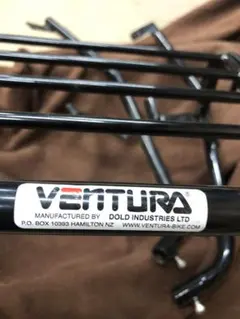 VENTURA
MANUFACTURED BY DOLD INDUSTRIES LTD
P.O. BOX 10393 HAMILTON NZ WWW.VENTURA-BIKE.COM